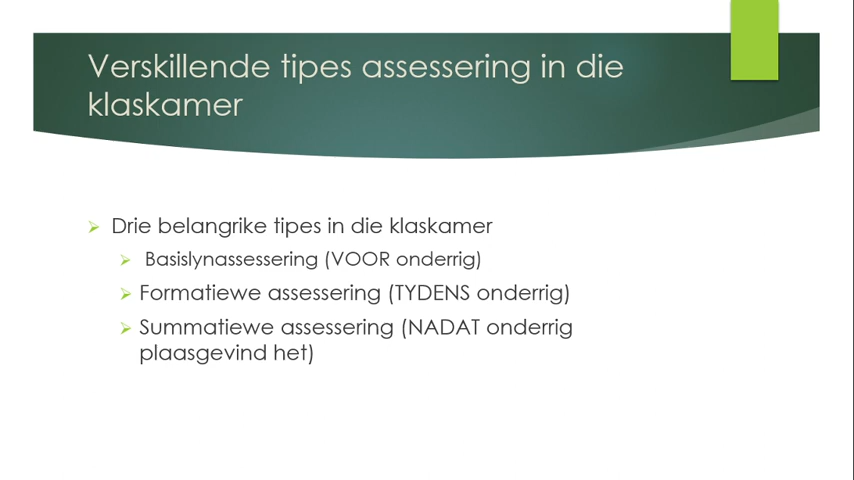 Verskillende tipes assessering in die
klaskamer
Drie belangrike tipes in die klaskamer
Basislynassessering (VOOR onderrig)
Formatiewe assessering (TYDENS onderrig)
Summatiewe assessering (NADAT onderrig
plaasgevind het)